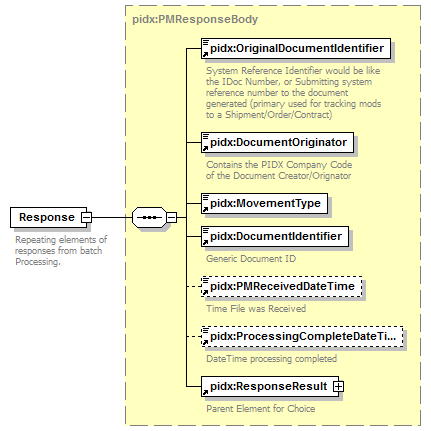 pidx:PMResponseBody
pidx:OriginalDocumentIdentifier
System Reference Identifier would be like
the IDoc Number, or Submitting system
reference number to the document
generated (primary used for tracking mods
to a Shipment/Order/Contract)
pidx:DocumentOriginator
Contains the PIDX Company Code
of the Document Creator/Orignator
pidx:MovementType
Response
Repeating elements of
responses from batch
Processing.
pidx:DocumentIdentifier
Generic Document ID
pidx:PMReceivedDateTime
Time File was Received
pidx:ProcessingCompleteDateTi...
DateTime processing completed
pidx:ResponseResult
Parent Element for Choice